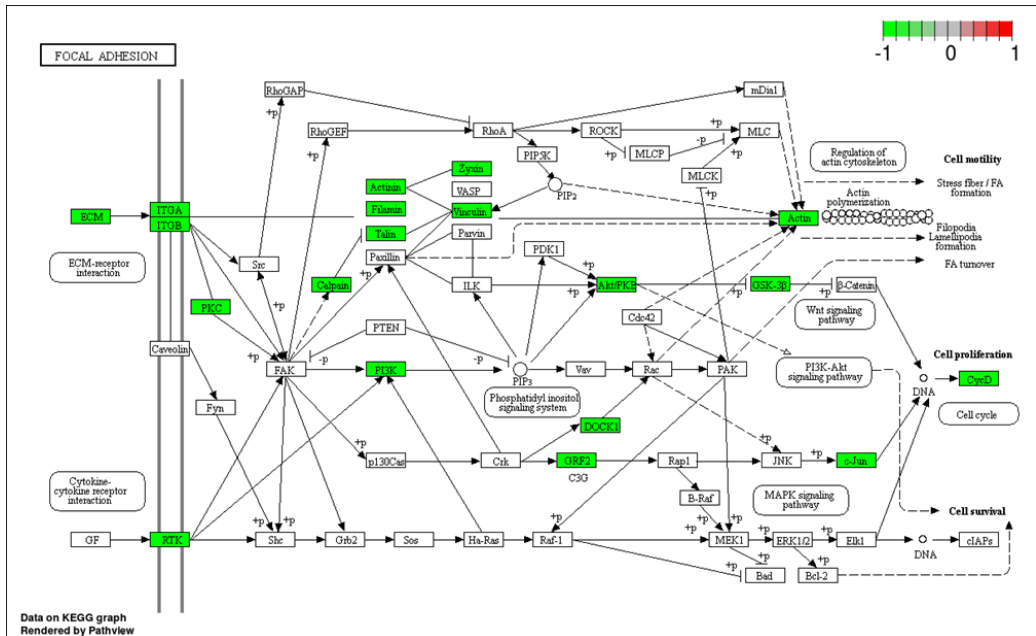 FOCAL ADHESION
-1 0 1
RhoGAP
mDia1
+p
RhoGEF
RhoA
ROCK
+p
MLC
+p
+p
-p
MLCP
PIP5K
MLCK
+p
Regulation of
actin cytoskeleton
Cell motility
Zyxin
Actinin
VASP
PIP2
+p
Stress fiber / FA
formation
Actin
polymerization
ECM
ITGA
ITGB
Filamin
Vinculin
Actin
Talin
Parvin
Filopodia
Lamellipodia
formation
Paxillin
PDK1
FA turnover
ECM-receptor
interaction
Src
+p
+p
Calpain
ILK
Akt/PKB
GSK-3β
+p
β-Catenin
PKC
+p
PTEN
Cdc42
Wnt signaling
pathway
Caveolin
+p
-p
-p
FAK
PI3K
PIP3
Vav
Rac
PAK
PI3K-Akt
signaling pathway
Cell proliferation
CycD
DNA
Fyn
Phosphatidyl inositol
signaling system
DOCK1
Cell cycle
+p
p130Cas
Crk
GRF2
C3G
Rap1
JNK
+p
c-Jun
Cytokine-
cytokine receptor
interaction
B-Raf
MAPK signaling
pathway
Cell survival
+p
+p
+p
+p
+p
+p
+p
GF
RTK
Shc
Grb2
Sos
Ha-Ras
Raf-1
MEK1
ERK1/2
Elk1
DNA
cIAPs
+p
+p
Bad
Bcl-2
Data on KEGG graph
Rendered by Pathview